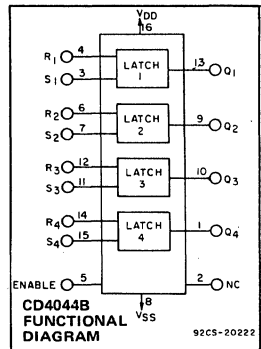 VDD
16
R1 4
LATCH 1
13 Q1
S1 3
R2 6
LATCH 2
9 Q2
S2 7
R3 12
LATCH 3
10 Q3
S3 11
R4 14
LATCH 4
1 Q4
S4 15
ENABLE 5
2 NC
8
VSS
CD4044B
FUNCTIONAL
DIAGRAM
92CS-20222